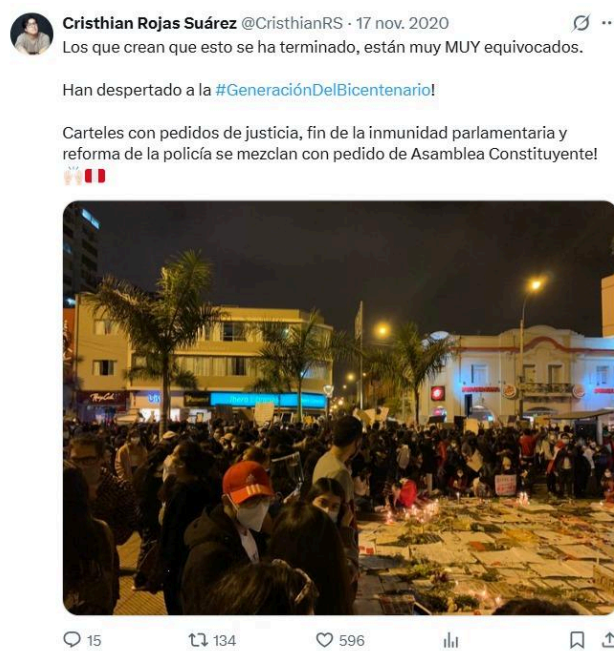 Cristhian Rojas Suárez @CristhianRS · 17 nov. 2020
Los que crean que esto se ha terminado, están muy MUY equivocados.
Han despertado a la #GeneraciónDelBicentenario!
Carteles con pedidos de justicia, fin de la inmunidad parlamentaria y
reforma de la policía se mezclan con pedido de Asamblea Constituyente!
15 134 596